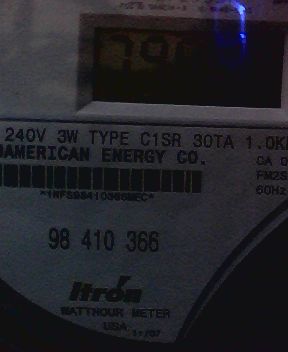 240V 3W TYPE C1SR 30TA 1.0K
AMERICAN ENERGY CO.
CA 0
FM2S
60Hz
98 410 366
Itron
WATTHOUR METER
USA